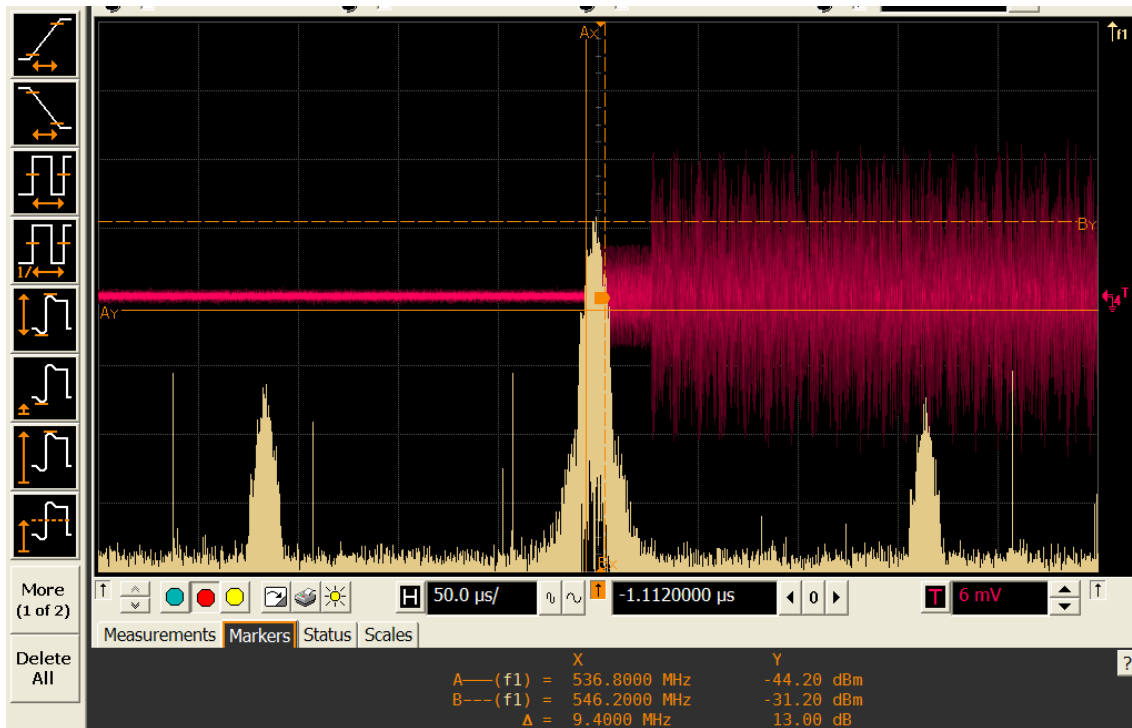 Ax
f1
By
Ay
4 T
Bx
1/
More
(1 of 2)
Delete
All
H 50.0 µs/ -1.1120000 µs 0 T 6 mV
Measurements Markers Status Scales
?
X Y
A——(f1) = 536.8000 MHz -44.20 dBm
B---(f1) = 546.2000 MHz -31.20 dBm
Δ = 9.4000 MHz 13.00 dB